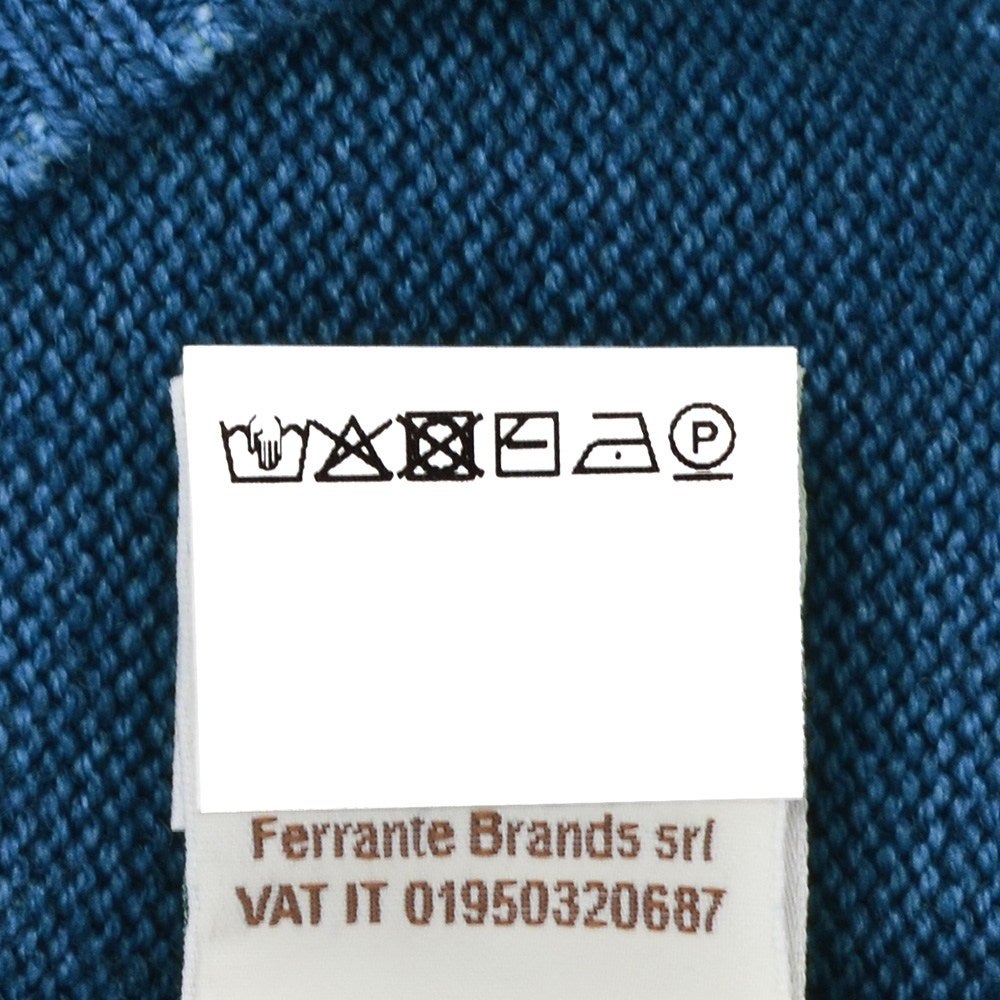 P
Ferrante Brands srl
VAT IT 01950320687